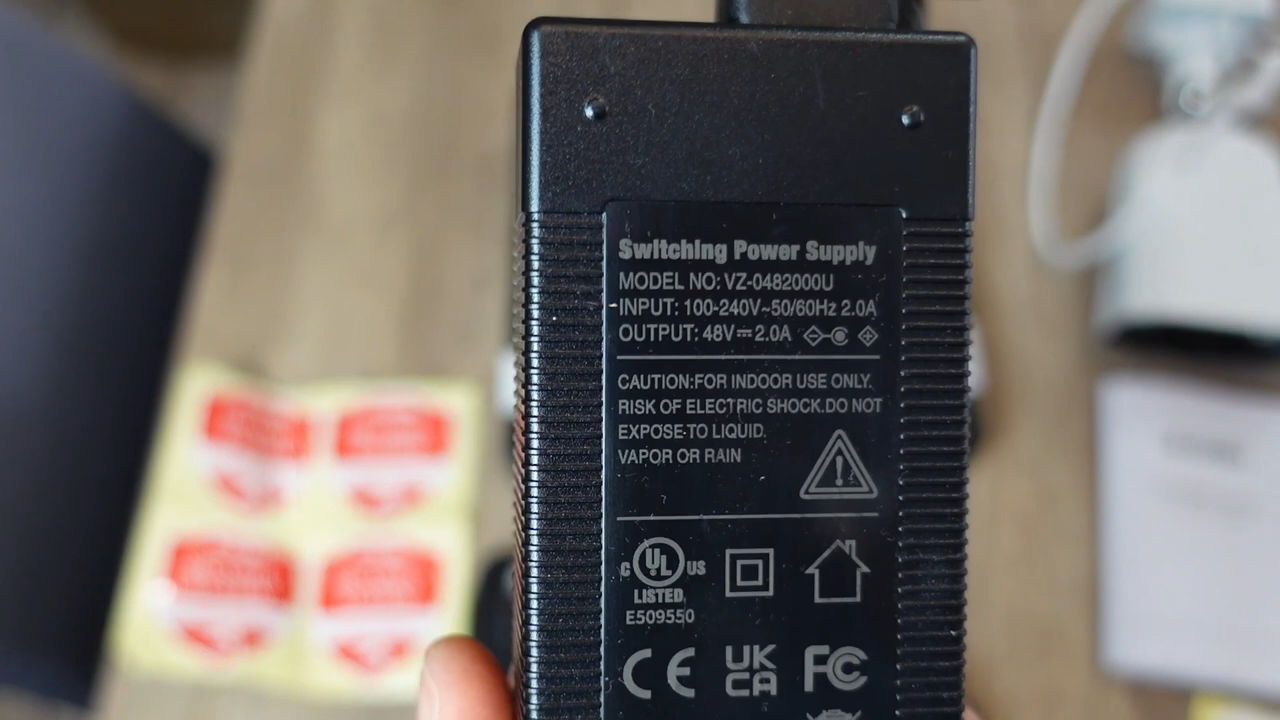 Switching Power Supply
MODEL NO: VZ-0482000U
INPUT: 100-240V~50/60Hz 2.0A
OUTPUT: 48V⎓2.0A
CAUTION:FOR INDOOR USE ONLY.
RISK OF ELECTRIC SHOCK.DO NOT
EXPOSE-TO LIQUID.
VAPOR OR RAIN
C UL US
LISTED
E509550
CE UK CA FC